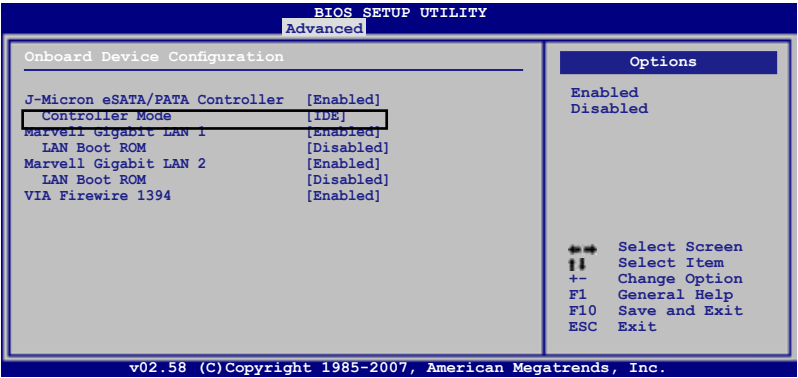 BIOS SETUP UTILITY
Advanced
Onboard Device Configuration
J-Micron eSATA/PATA Controller [Enabled]
Controller Mode [IDE]
Marvell Gigabit LAN 1 [Enabled]
LAN Boot ROM [Disabled]
Marvell Gigabit LAN 2 [Enabled]
LAN Boot ROM [Disabled]
VIA Firewire 1394 [Enabled]
Options
Enabled
Disabled
←→ Select Screen
↑↓ Select Item
+- Change Option
F1 General Help
F10 Save and Exit
ESC Exit
v02.58 (C)Copyright 1985-2007, American Megatrends, Inc.